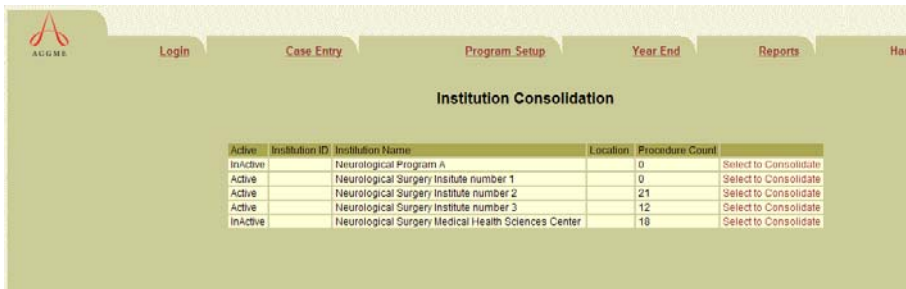 ACGME
Login Case Entry Program Setup Year End Reports Ha
Institution Consolidation
Active Institution ID Institution Name Location Procedure Count
InActive Neurological Program A 0 Select to Consolidate
Active Neurological Surgery Insitute number 1 0 Select to Consolidate
Active Neurological Surgery Institute number 2 21 Select to Consolidate
Active Neurological Surgery Institute number 3 12 Select to Consolidate
InActive Neurological Surgery Medical Health Sciences Center 18 Select to Consolidate